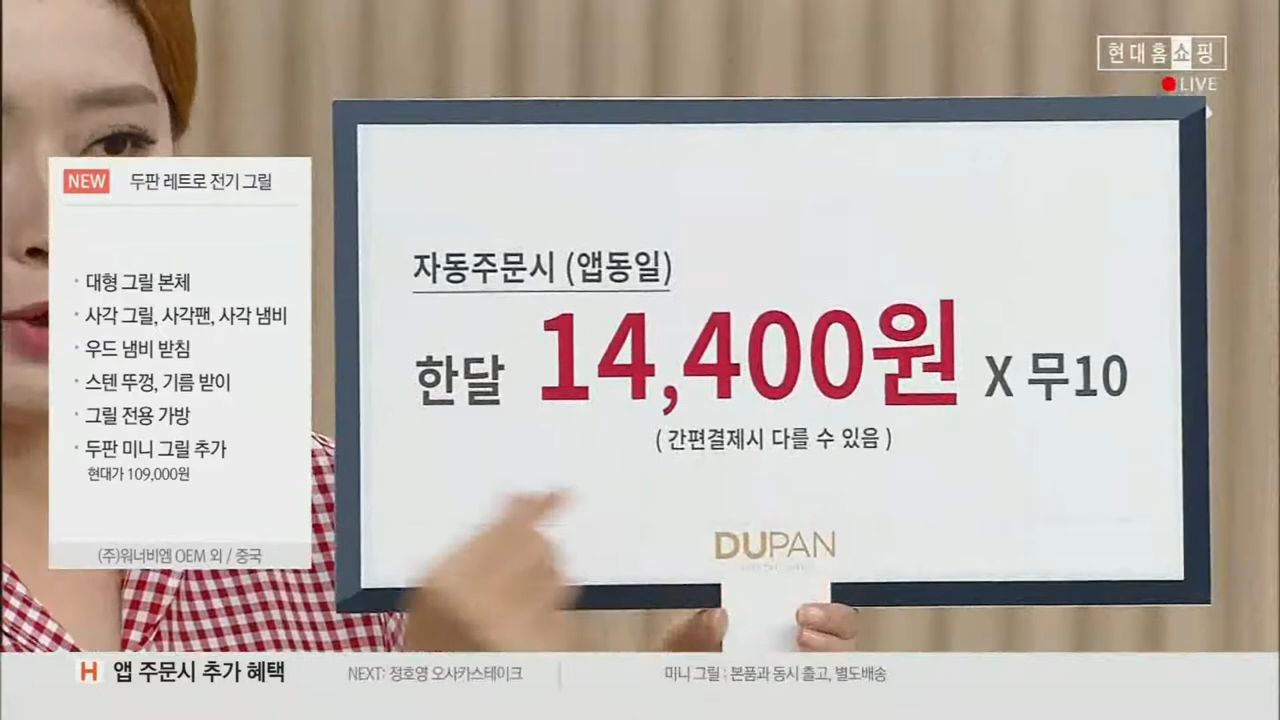 현대홈쇼핑
LIVE
NEW 두판 레트로 전기 그릴
· 대형 그릴 본체
· 사각 그릴, 사각팬, 사각 냄비
· 우드 냄비 받침
· 스텐 뚜껑, 기름 받이
· 그릴 전용 가방
· 두판 미니 그릴 추가
현대가 109,000원
(주)워너비엠 OEM 외 / 중국
자동주문시 (앱동일)
한달 14,400원 X 무10
( 간편결제시 다를 수 있음 )
DUPAN
H 앱 주문시 추가 혜택 NEXT: 정호영 오사카스테이크 미니 그릴 : 본품과 동시 출고, 별도배송